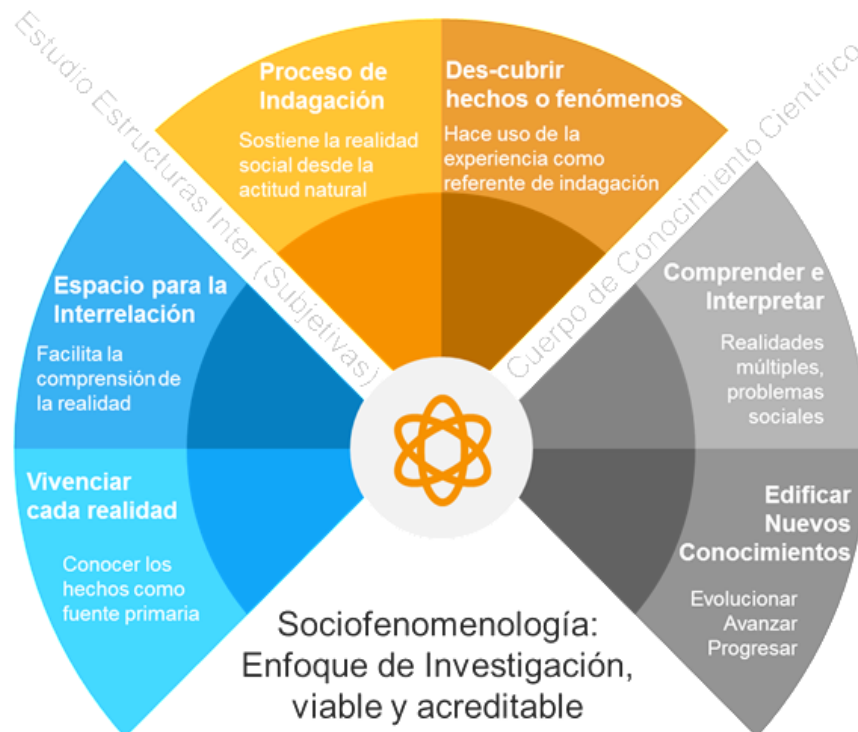 Estudio Estructuras Inter (Subjetivas)
Proceso de
Indagación
Sostiene la realidad
social desde la
actitud natural
Des-cubrir
hechos o fenómenos
Hace uso de la
experiencia como
referente de indagación
Cuerpo de Conocimiento Científico
Espacio para la
Interrelación
Facilita la
comprensión de
la realidad
Comprender e
Interpretar
Realidades
múltiples,
problemas
sociales
Vivenciar
cada realidad
Conocer los
hechos como
fuente primaria
Edificar
Nuevos
Conocimientos
Evolucionar
Avanzar
Progresar
Sociofenomenología:
Enfoque de Investigación,
viable y acreditable